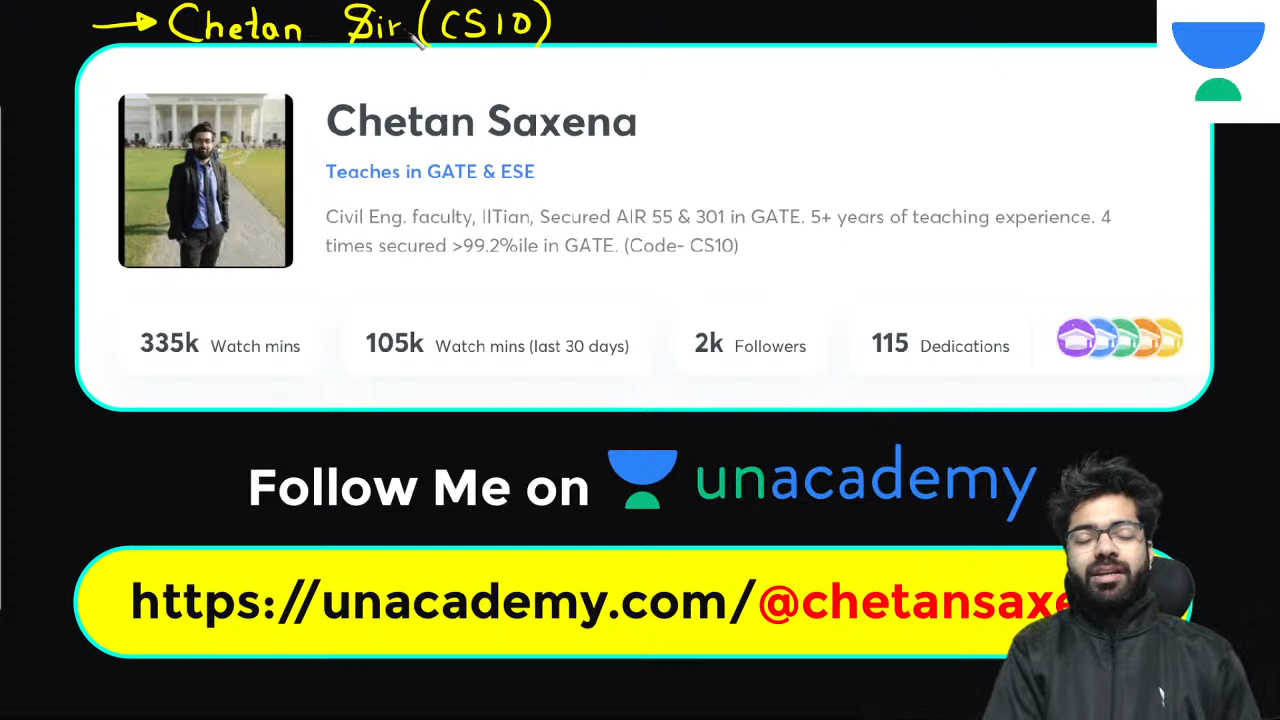 → Chetan Sir (CS10)
Chetan Saxena
Teaches in GATE & ESE
Civil Eng. faculty, IITian, Secured AIR 55 & 301 in GATE. 5+ years of teaching experience. 4
times secured >99.2%ile in GATE. (Code- CS10)
335k Watch mins 105k Watch mins (last 30 days) 2k Followers 115 Dedications
Follow Me on unacademy
https://unacademy.com/@chetansaxe